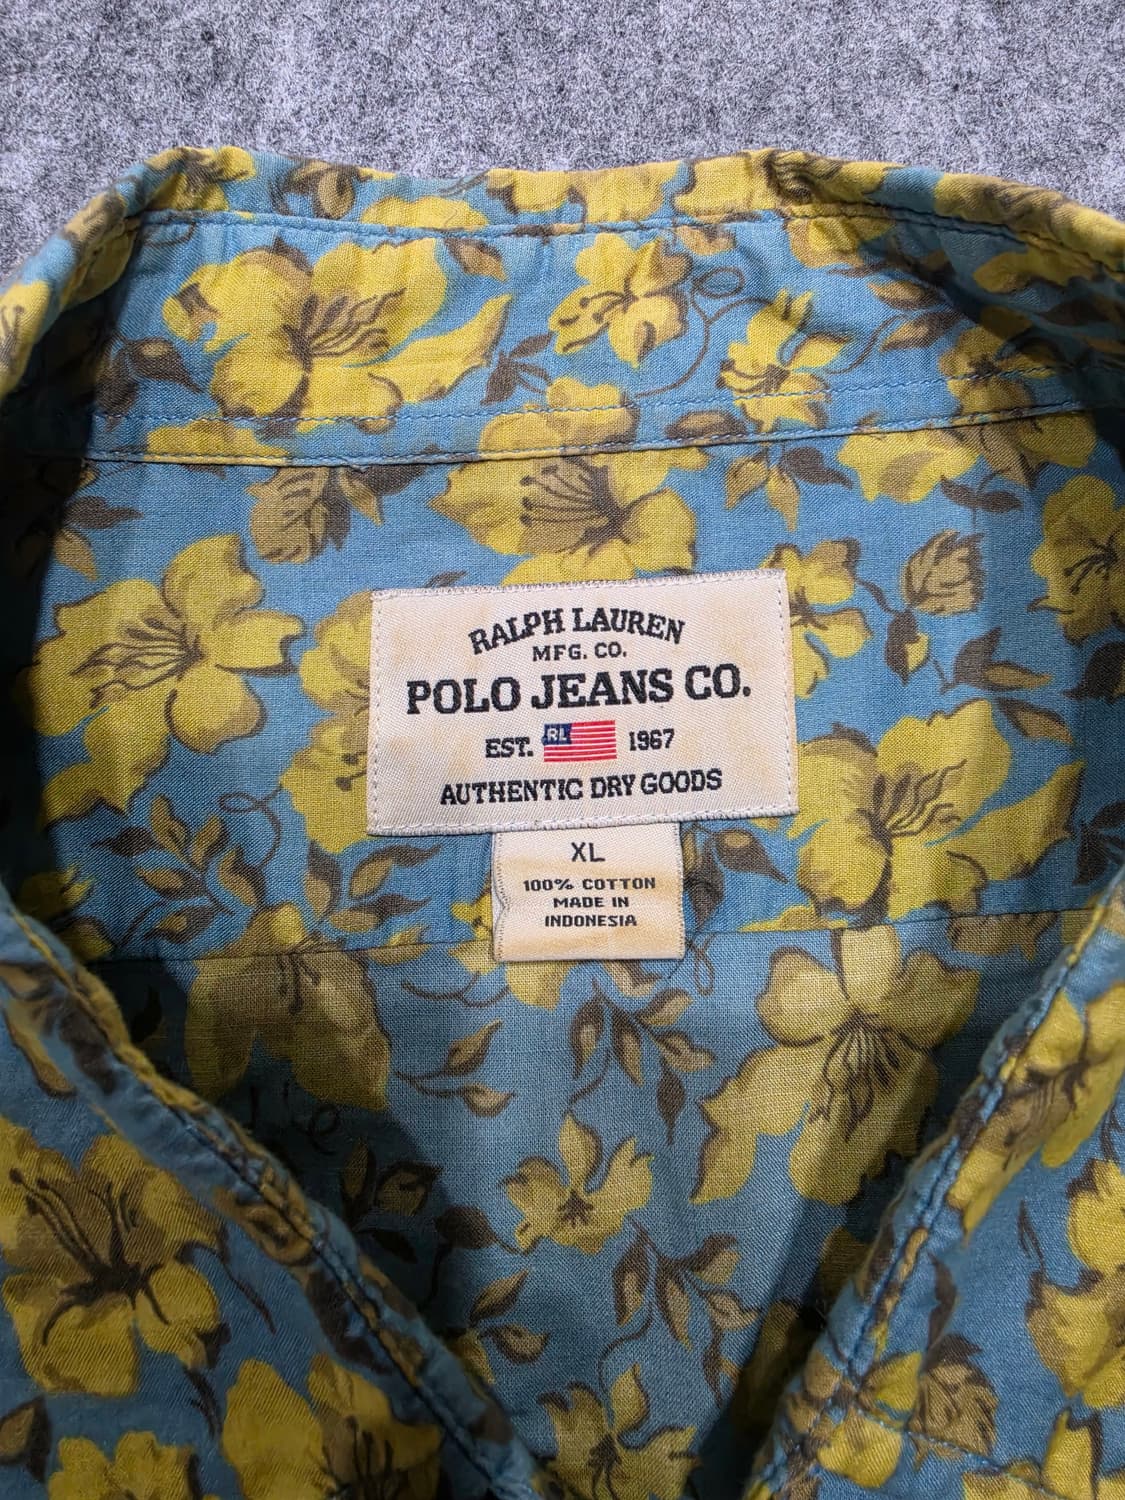 RALPH LAUREN
MFG. CO.
POLO JEANS CO.
EST. RL 1967
AUTHENTIC DRY GOODS
XL
100% COTTON
MADE IN
INDONESIA